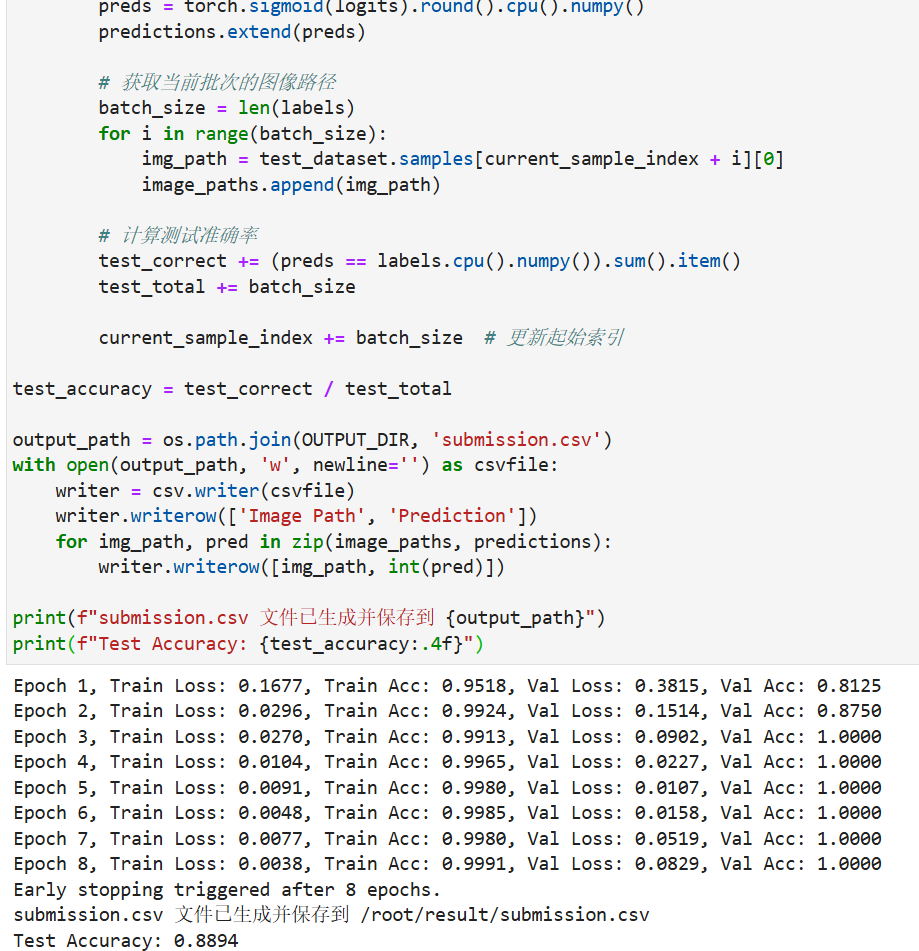 preds = torch.sigmoid(logits).round().cpu().numpy()
predictions.extend(preds)
# 获取当前批次的图像路径
batch_size = len(labels)
for i in range(batch_size):
img_path = test_dataset.samples[current_sample_index + i][0]
image_paths.append(img_path)
# 计算测试准确率
test_correct += (preds == labels.cpu().numpy()).sum().item()
test_total += batch_size
current_sample_index += batch_size  # 更新起始索引
test_accuracy = test_correct / test_total
output_path = os.path.join(OUTPUT_DIR, 'submission.csv')
with open(output_path, 'w', newline='') as csvfile:
writer = csv.writer(csvfile)
writer.writerow(['Image Path', 'Prediction'])
for img_path, pred in zip(image_paths, predictions):
writer.writerow([img_path, int(pred)])
print(f"submission.csv 文件已生成并保存到 {output_path}")
print(f"Test Accuracy: {test_accuracy:.4f}")
Epoch 1, Train Loss: 0.1677, Train Acc: 0.9518, Val Loss: 0.3815, Val Acc: 0.8125
Epoch 2, Train Loss: 0.0296, Train Acc: 0.9924, Val Loss: 0.1514, Val Acc: 0.8750
Epoch 3, Train Loss: 0.0270, Train Acc: 0.9913, Val Loss: 0.0902, Val Acc: 1.0000
Epoch 4, Train Loss: 0.0104, Train Acc: 0.9965, Val Loss: 0.0227, Val Acc: 1.0000
Epoch 5, Train Loss: 0.0091, Train Acc: 0.9980, Val Loss: 0.0107, Val Acc: 1.0000
Epoch 6, Train Loss: 0.0048, Train Acc: 0.9985, Val Loss: 0.0158, Val Acc: 1.0000
Epoch 7, Train Loss: 0.0077, Train Acc: 0.9980, Val Loss: 0.0519, Val Acc: 1.0000
Epoch 8, Train Loss: 0.0038, Train Acc: 0.9991, Val Loss: 0.0829, Val Acc: 1.0000
Early stopping triggered after 8 epochs.
submission.csv 文件已生成并保存到 /root/result/submission.csv
Test Accuracy: 0.8894